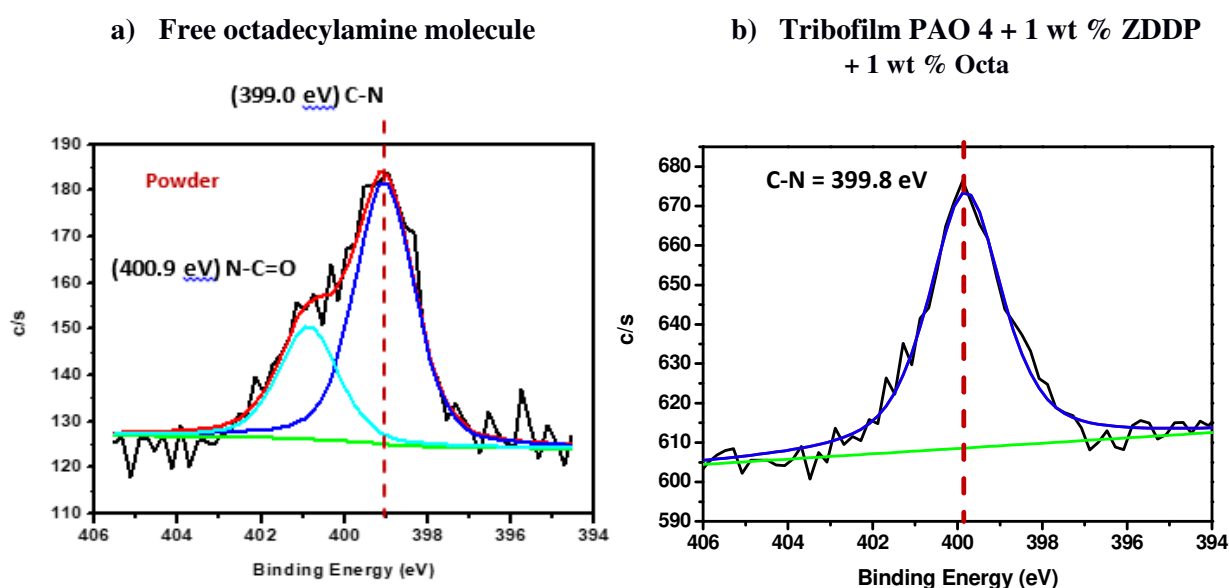 a) Free octadecylamine molecule
(399.0 eV) C-N
Powder
(400.9 eV) N-C=O
190
180
170
160
150
140
130
120
110
c/s
406 404 402 400 398 396 394
Binding Energy (eV)
b) Tribofilm PAO 4 + 1 wt % ZDDP
+ 1 wt % Octa
C-N = 399.8 eV
680
670
660
650
640
630
620
610
600
590
c/s
406 404 402 400 398 396 394
Binding Energy (eV)